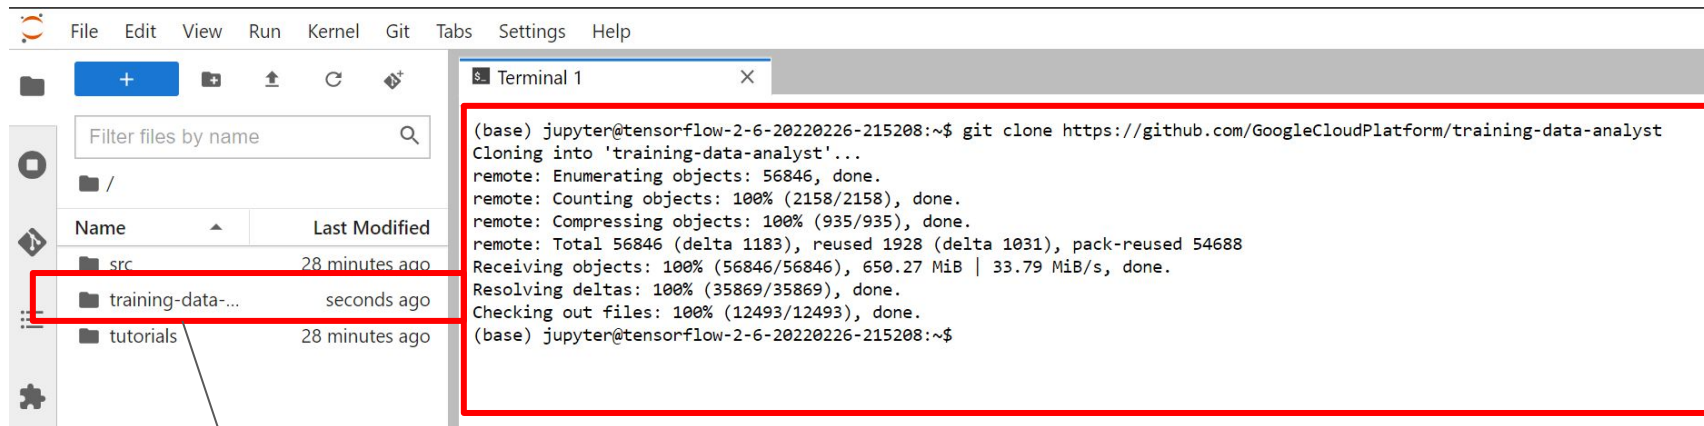 File Edit View Run Kernel Git Tabs Settings Help
+
Filter files by name
/
Name Last Modified
src 28 minutes ago
training-data-... seconds ago
tutorials 28 minutes ago
$_ Terminal 1 ×
(base) jupyter@tensorflow-2-6-20220226-215208:~$ git clone https://github.com/GoogleCloudPlatform/training-data-analyst
Cloning into 'training-data-analyst'...
remote: Enumerating objects: 56846, done.
remote: Counting objects: 100% (2158/2158), done.
remote: Compressing objects: 100% (935/935), done.
remote: Total 56846 (delta 1183), reused 1928 (delta 1031), pack-reused 54688
Receiving objects: 100% (56846/56846), 650.27 MiB | 33.79 MiB/s, done.
Resolving deltas: 100% (35869/35869), done.
Checking out files: 100% (12493/12493), done.
(base) jupyter@tensorflow-2-6-20220226-215208:~$